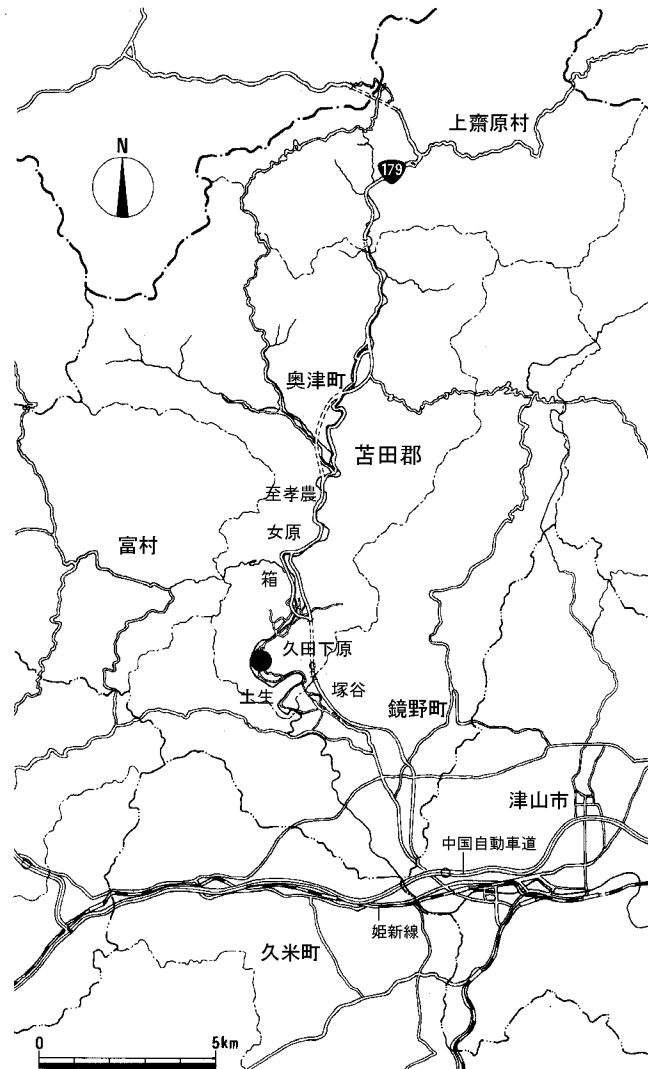 上齋原村
N
179
奥津町
苫田郡
至孝農
女原
富村
箱
久田下原
土生
塚谷
鏡野町
津山市
中国自動車道
姫新線
久米町
0 5km